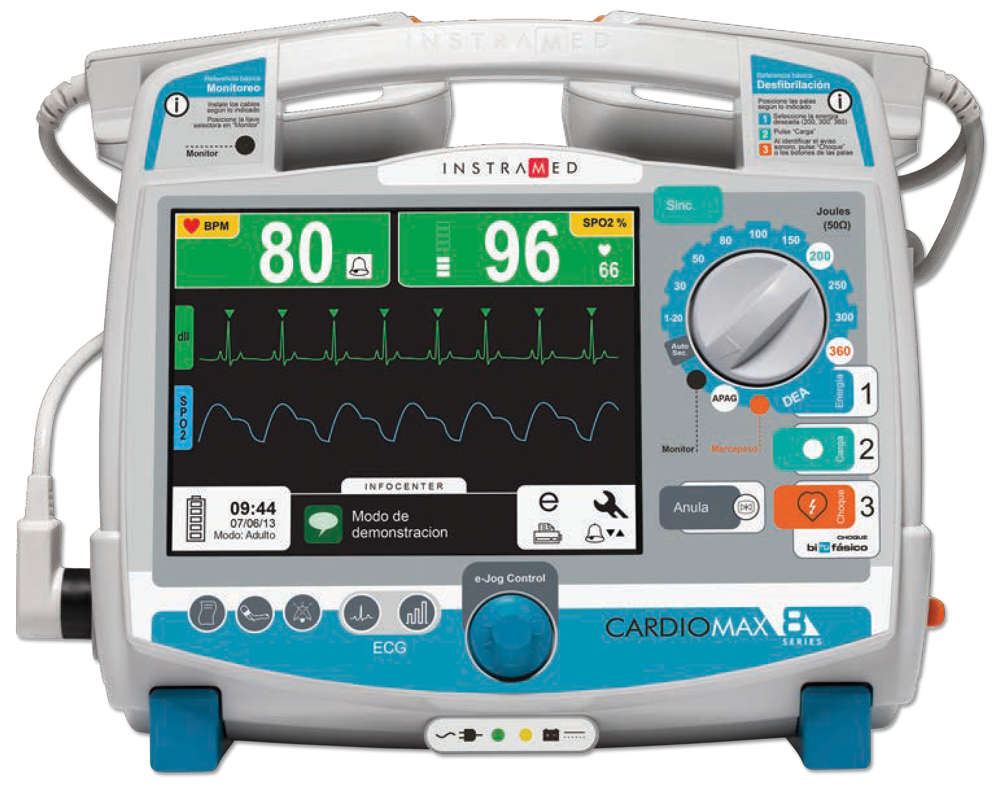 INSTRAMED
Referencia básica
Monitoreo
Instale los cables
según lo indicado
Posicione la llave
selectora en "Monitor"
Monitor
Referencia básica
Desfibrilación
Posicione las palas
según lo indicado
1 Seleccione la energía
deseada (200, 300, 360)
2 Pulse "Carga"
3 Al identificar el aviso
sonoro, pulse "Choque"
o los botones de las palas
INSTRAMED
BPM
80
96
SPO2 %
66
dII
SPO2
INFOCENTER
09:44
07/06/13
Modo: Adulto
Modo de
demonstracion
e
Sinc.
Joules
(50Ω)
1-20
30
50
80
100
150
200
250
300
360
Auto
Sec.
APAG
DEA
Monitor
Marcapaso
Energía
1
Carga
2
Anula
Choque
3
CHOQUE
bifásico
e-Jog Control
ECG
CARDIOMAX 8
SERIES